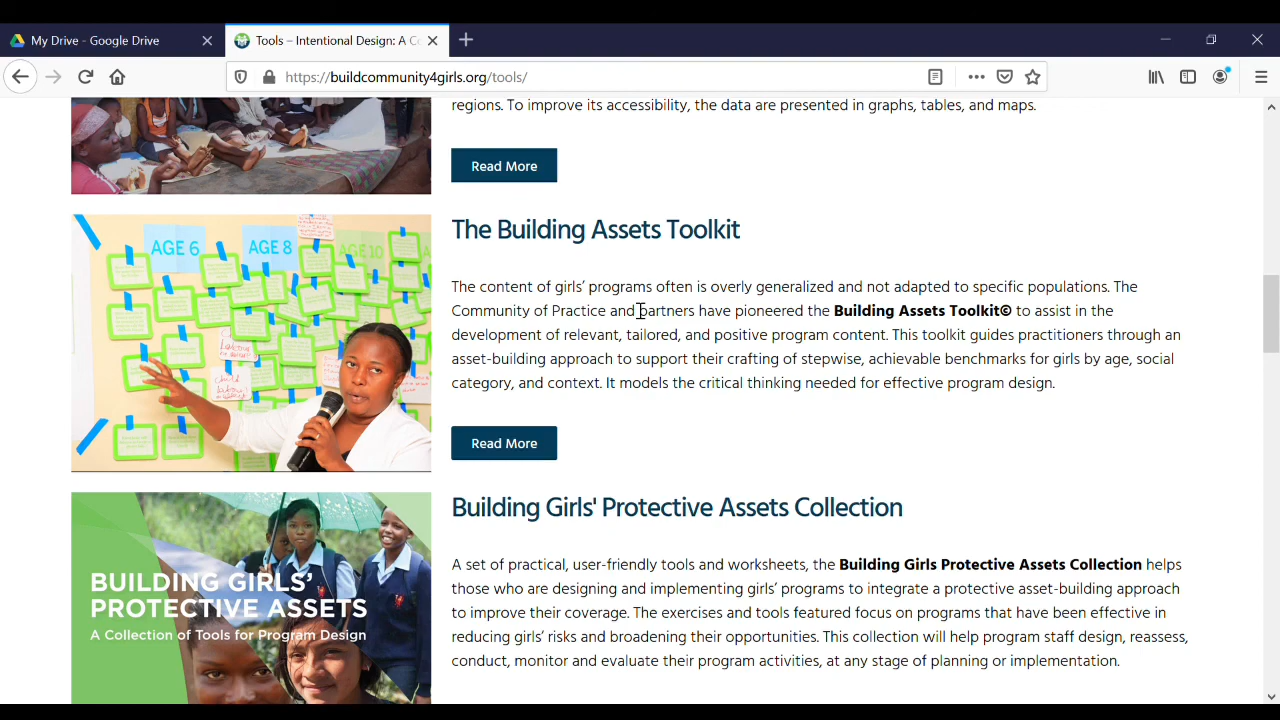 My Drive - Google Drive
Tools – Intentional Design: A Co
https://buildcommunity4girls.org/tools/
regions. To improve its accessibility, the data are presented in graphs, tables, and maps.
Read More
AGE 6
AGE 8
AGE 10
The Building Assets Toolkit
The content of girls’ programs often is overly generalized and not adapted to specific populations. The
Community of Practice and partners have pioneered the Building Assets Toolkit© to assist in the
development of relevant, tailored, and positive program content. This toolkit guides practitioners through an
asset-building approach to support their crafting of stepwise, achievable benchmarks for girls by age, social
category, and context. It models the critical thinking needed for effective program design.
Read More
BUILDING GIRLS’
PROTECTIVE ASSETS
A Collection of Tools for Program Design
Building Girls' Protective Assets Collection
A set of practical, user-friendly tools and worksheets, the Building Girls Protective Assets Collection helps
those who are designing and implementing girls’ programs to integrate a protective asset-building approach
to improve their coverage. The exercises and tools featured focus on programs that have been effective in
reducing girls’ risks and broadening their opportunities. This collection will help program staff design, reassess,
conduct, monitor and evaluate their program activities, at any stage of planning or implementation.